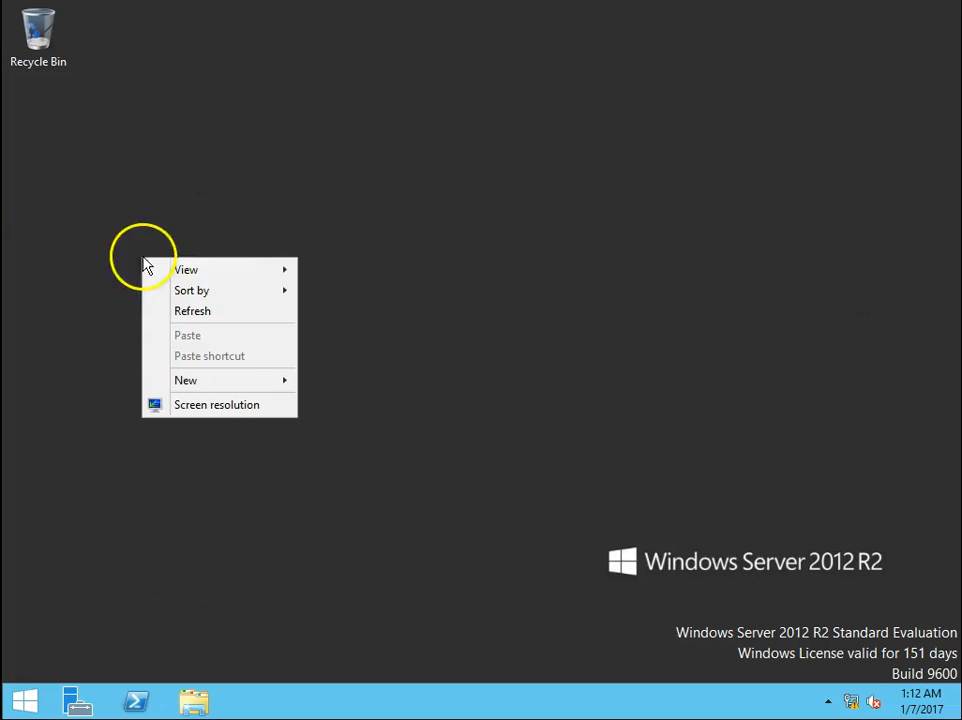 Recycle Bin
View
Sort by
Refresh
Paste
Paste shortcut
New
Screen resolution
Windows Server 2012 R2
Windows Server 2012 R2 Standard Evaluation
Windows License valid for 151 days
Build 9600
1:12 AM
1/7/2017